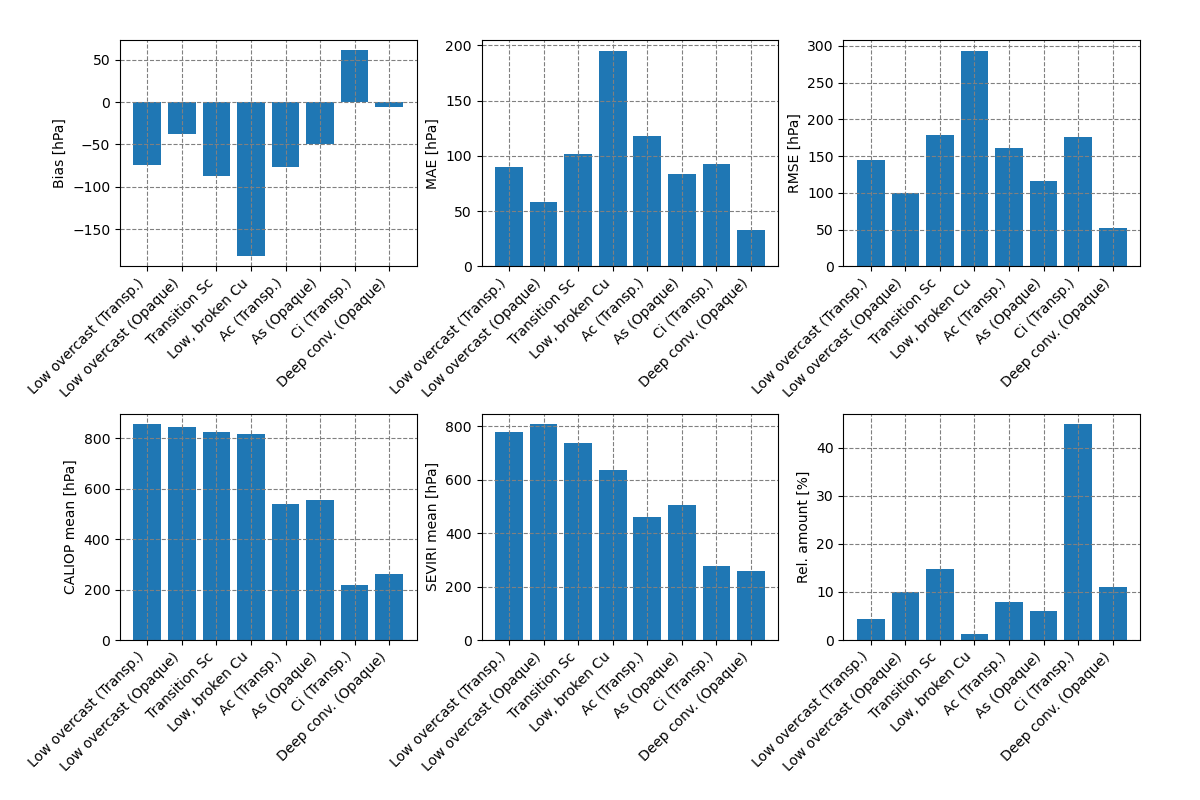 Bias [hPa]
50
0
−50
−100
−150
Low overcast (Transp.)
Low overcast (Opaque)
Transition Sc
Low, broken Cu
Ac (Transp.)
As (Opaque)
Ci (Transp.)
Deep conv. (Opaque)
MAE [hPa]
200
150
100
50
0
Low overcast (Transp.)
Low overcast (Opaque)
Transition Sc
Low, broken Cu
Ac (Transp.)
As (Opaque)
Ci (Transp.)
Deep conv. (Opaque)
RMSE [hPa]
300
250
200
150
100
50
0
Low overcast (Transp.)
Low overcast (Opaque)
Transition Sc
Low, broken Cu
Ac (Transp.)
As (Opaque)
Ci (Transp.)
Deep conv. (Opaque)
CALIOP mean [hPa]
800
600
400
200
0
Low overcast (Transp.)
Low overcast (Opaque)
Transition Sc
Low, broken Cu
Ac (Transp.)
As (Opaque)
Ci (Transp.)
Deep conv. (Opaque)
SEVIRI mean [hPa]
800
600
400
200
0
Low overcast (Transp.)
Low overcast (Opaque)
Transition Sc
Low, broken Cu
Ac (Transp.)
As (Opaque)
Ci (Transp.)
Deep conv. (Opaque)
Rel. amount [%]
40
30
20
10
0
Low overcast (Transp.)
Low overcast (Opaque)
Transition Sc
Low, broken Cu
Ac (Transp.)
As (Opaque)
Ci (Transp.)
Deep conv. (Opaque)